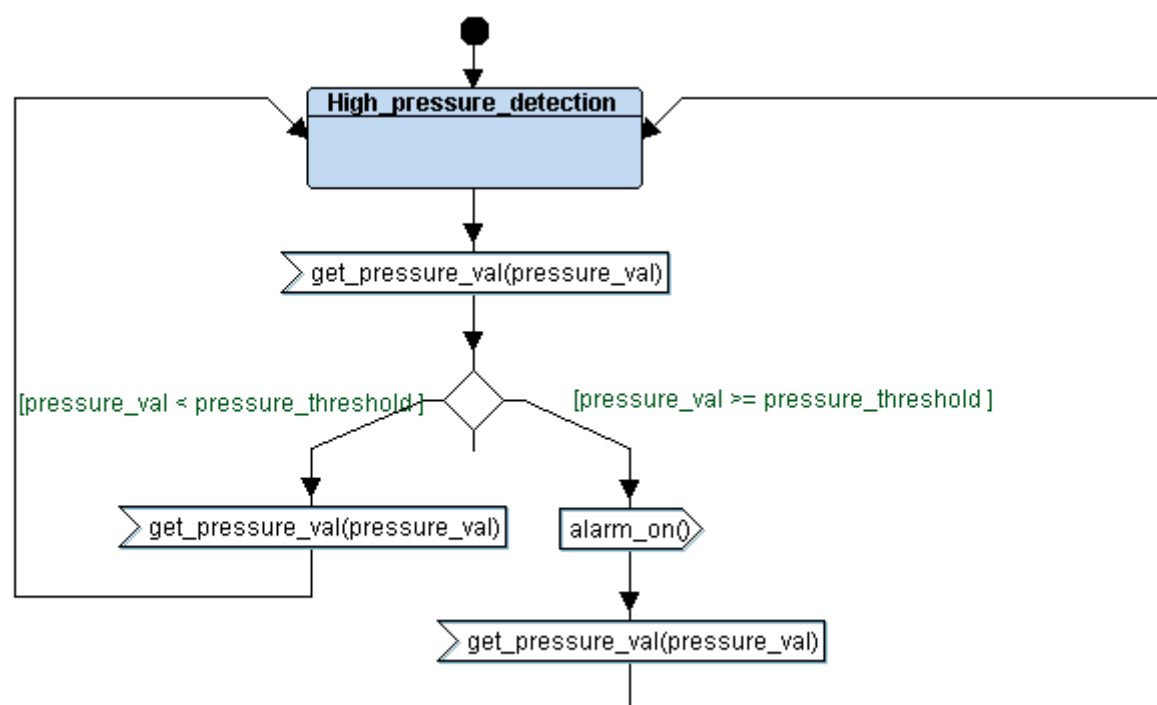 High_pressure_detection
get_pressure_val(pressure_val)
[pressure_val < pressure_threshold ]
[pressure_val >= pressure_threshold ]
get_pressure_val(pressure_val)
alarm_on()
get_pressure_val(pressure_val)